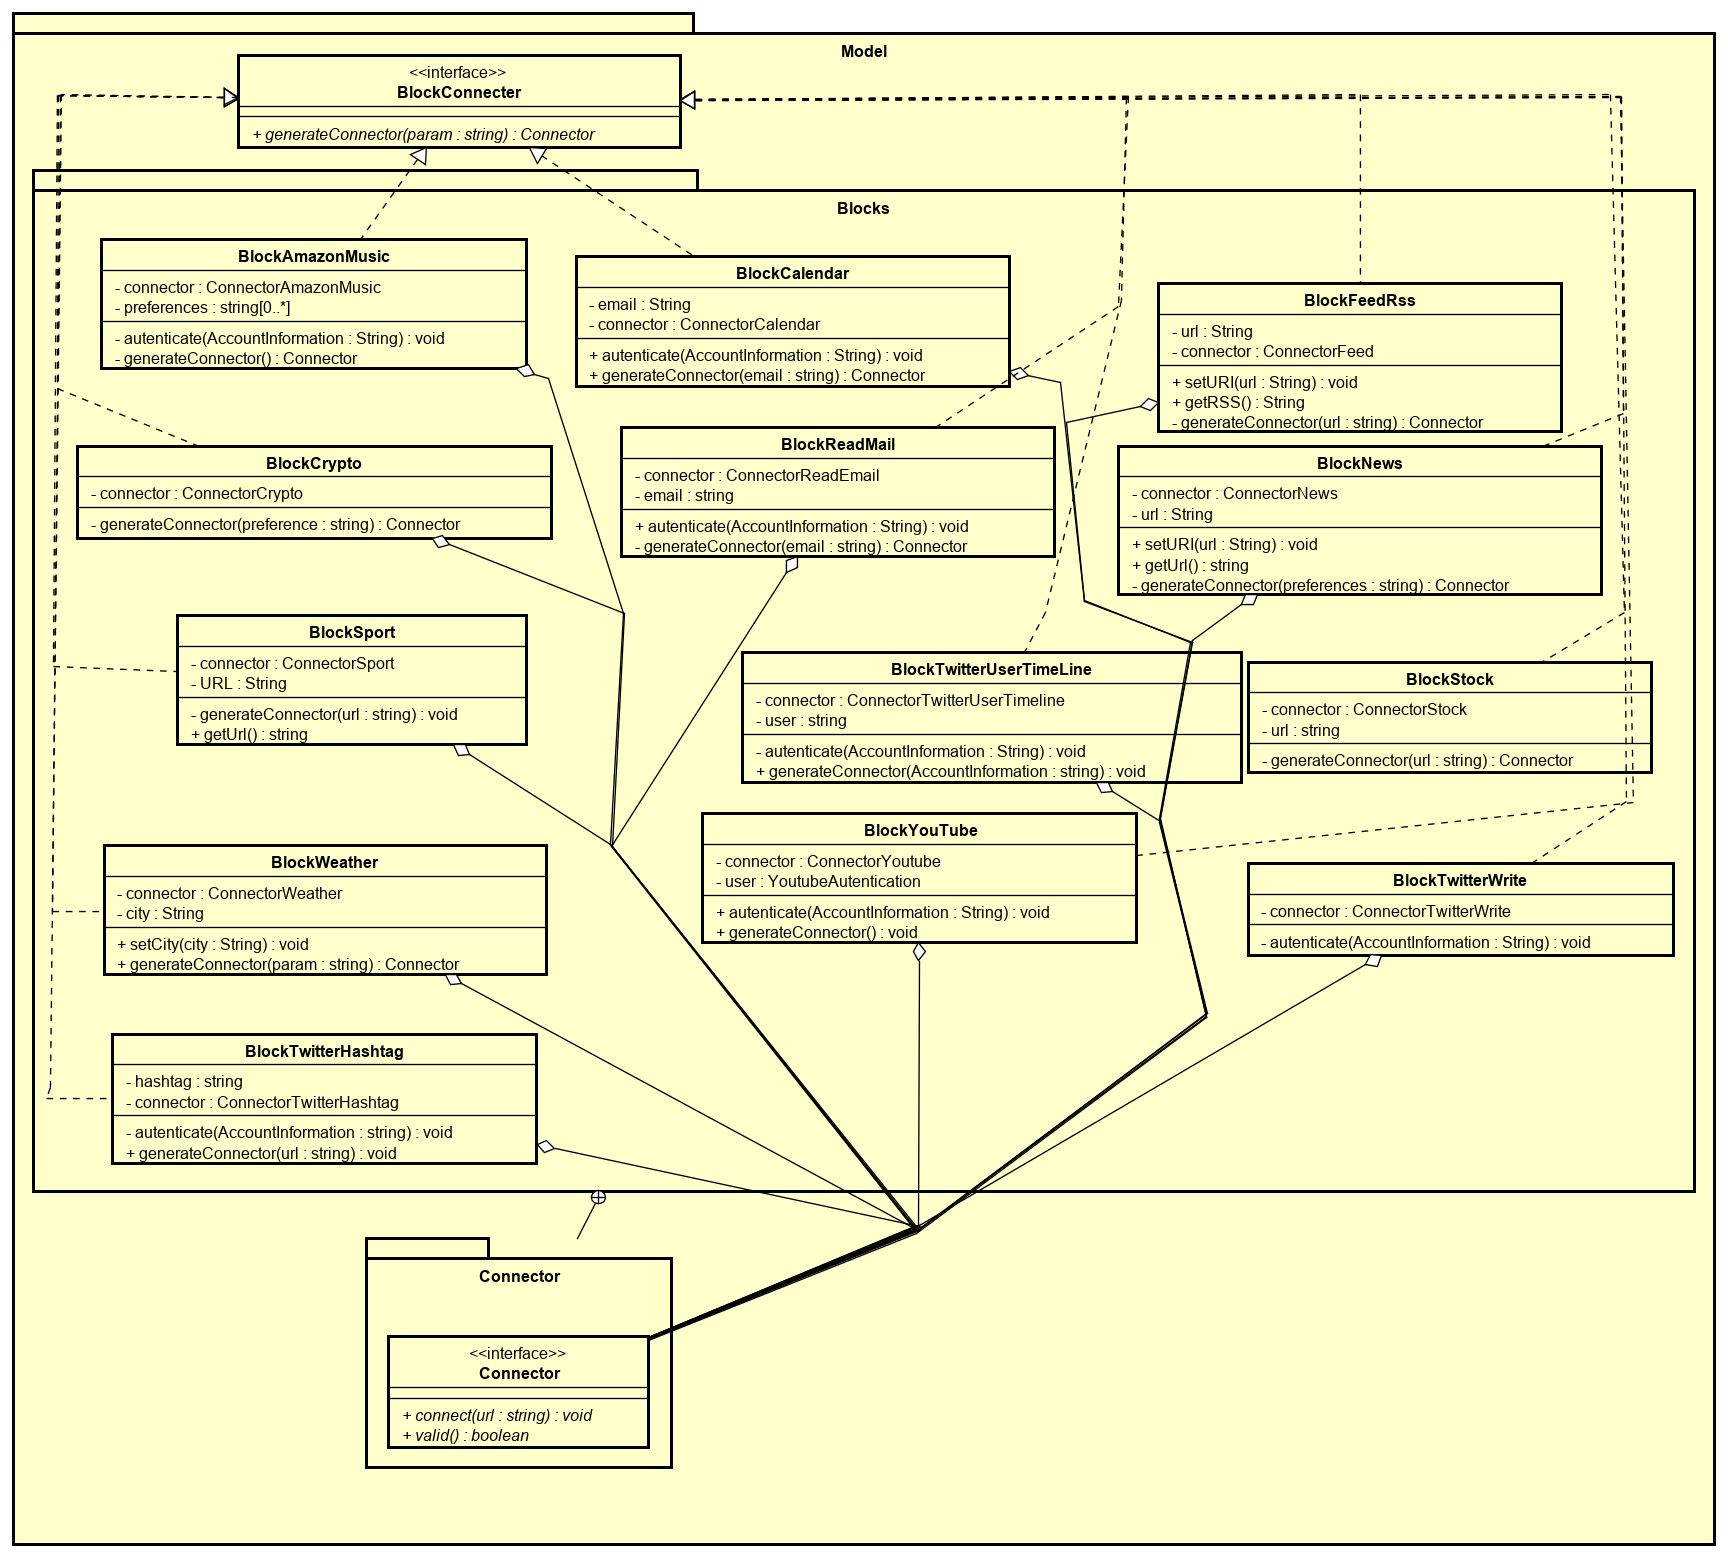 Model
<<interface>>
BlockConnecter
+ generateConnector(param : string) : Connector
Blocks
BlockAmazonMusic
- connector : ConnectorAmazonMusic
- preferences : string[0..*]
- autenticate(AccountInformation : String) : void
- generateConnector() : Connector
BlockCalendar
- email : String
- connector : ConnectorCalendar
+ autenticate(AccountInformation : String) : void
+ generateConnector(email : string) : Connector
BlockFeedRss
- url : String
- connector : ConnectorFeed
+ setURI(url : String) : void
+ getRSS() : String
- generateConnector(url : string) : Connector
BlockCrypto
- connector : ConnectorCrypto
- generateConnector(preference : string) : Connector
BlockReadMail
- connector : ConnectorReadEmail
- email : string
+ autenticate(AccountInformation : String) : void
- generateConnector(email : string) : Connector
BlockNews
- connector : ConnectorNews
- url : String
+ setURI(url : String) : void
+ getUrl() : string
- generateConnector(preferences : string) : Connector
BlockSport
- connector : ConnectorSport
- URL : String
- generateConnector(url : string) : void
+ getUrl() : string
BlockTwitterUserTimeLine
- connector : ConnectorTwitterUserTimeline
- user : string
- autenticate(AccountInformation : String) : void
+ generateConnector(AccountInformation : string) : void
BlockStock
- connector : ConnectorStock
- url : string
- generateConnector(url : string) : Connector
BlockWeather
- connector : ConnectorWeather
- city : String
+ setCity(city : String) : void
+ generateConnector(param : string) : Connector
BlockYouTube
- connector : ConnectorYoutube
- user : YoutubeAutentication
+ autenticate(AccountInformation : String) : void
+ generateConnector() : void
BlockTwitterWrite
- connector : ConnectorTwitterWrite
- autenticate(AccountInformation : String) : void
BlockTwitterHashtag
- hashtag : string
- connector : ConnectorTwitterHashtag
- autenticate(AccountInformation : string) : void
+ generateConnector(url : string) : void
Connector
<<interface>>
Connector
+ connect(url : string) : void
+ valid() : boolean